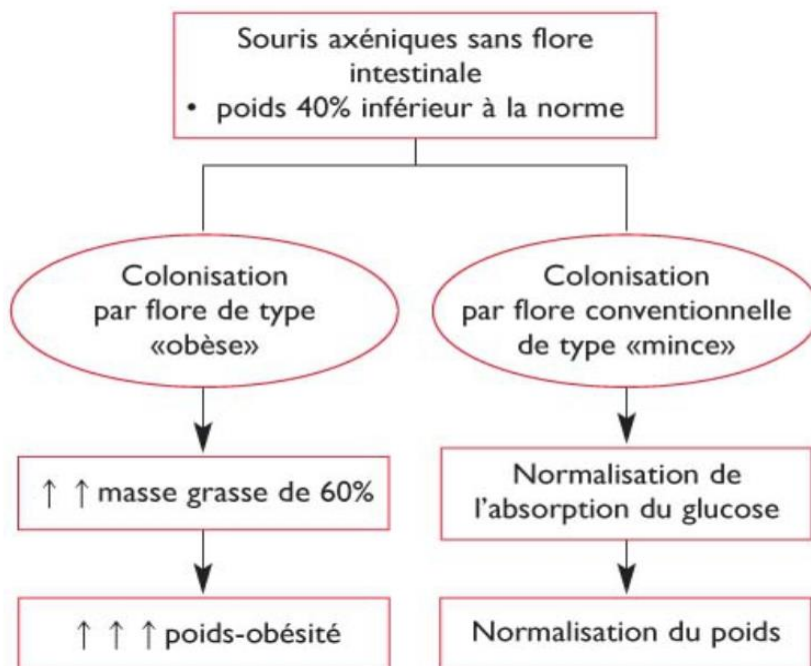 Souris axéniques sans flore
intestinale
• poids 40% inférieur à la norme
Colonisation
par flore de type
«obèse»
Colonisation
par flore conventionnelle
de type «mince»
↑ ↑ masse grasse de 60%
Normalisation de
l'absorption du glucose
↑ ↑ ↑ poids-obésité
Normalisation du poids